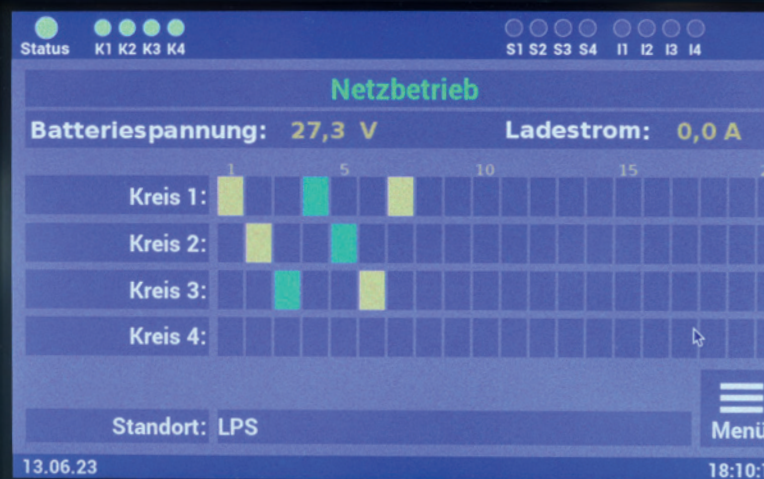 Status K1 K2 K3 K4 S1 S2 S3 S4 I1 I2 I3 I4
Netzbetrieb
Batteriespannung: 27,3 V Ladestrom: 0,0 A
1 5 10 15
Kreis 1:
Kreis 2:
Kreis 3:
Kreis 4:
Standort: LPS
Menü
13.06.23 18:10: